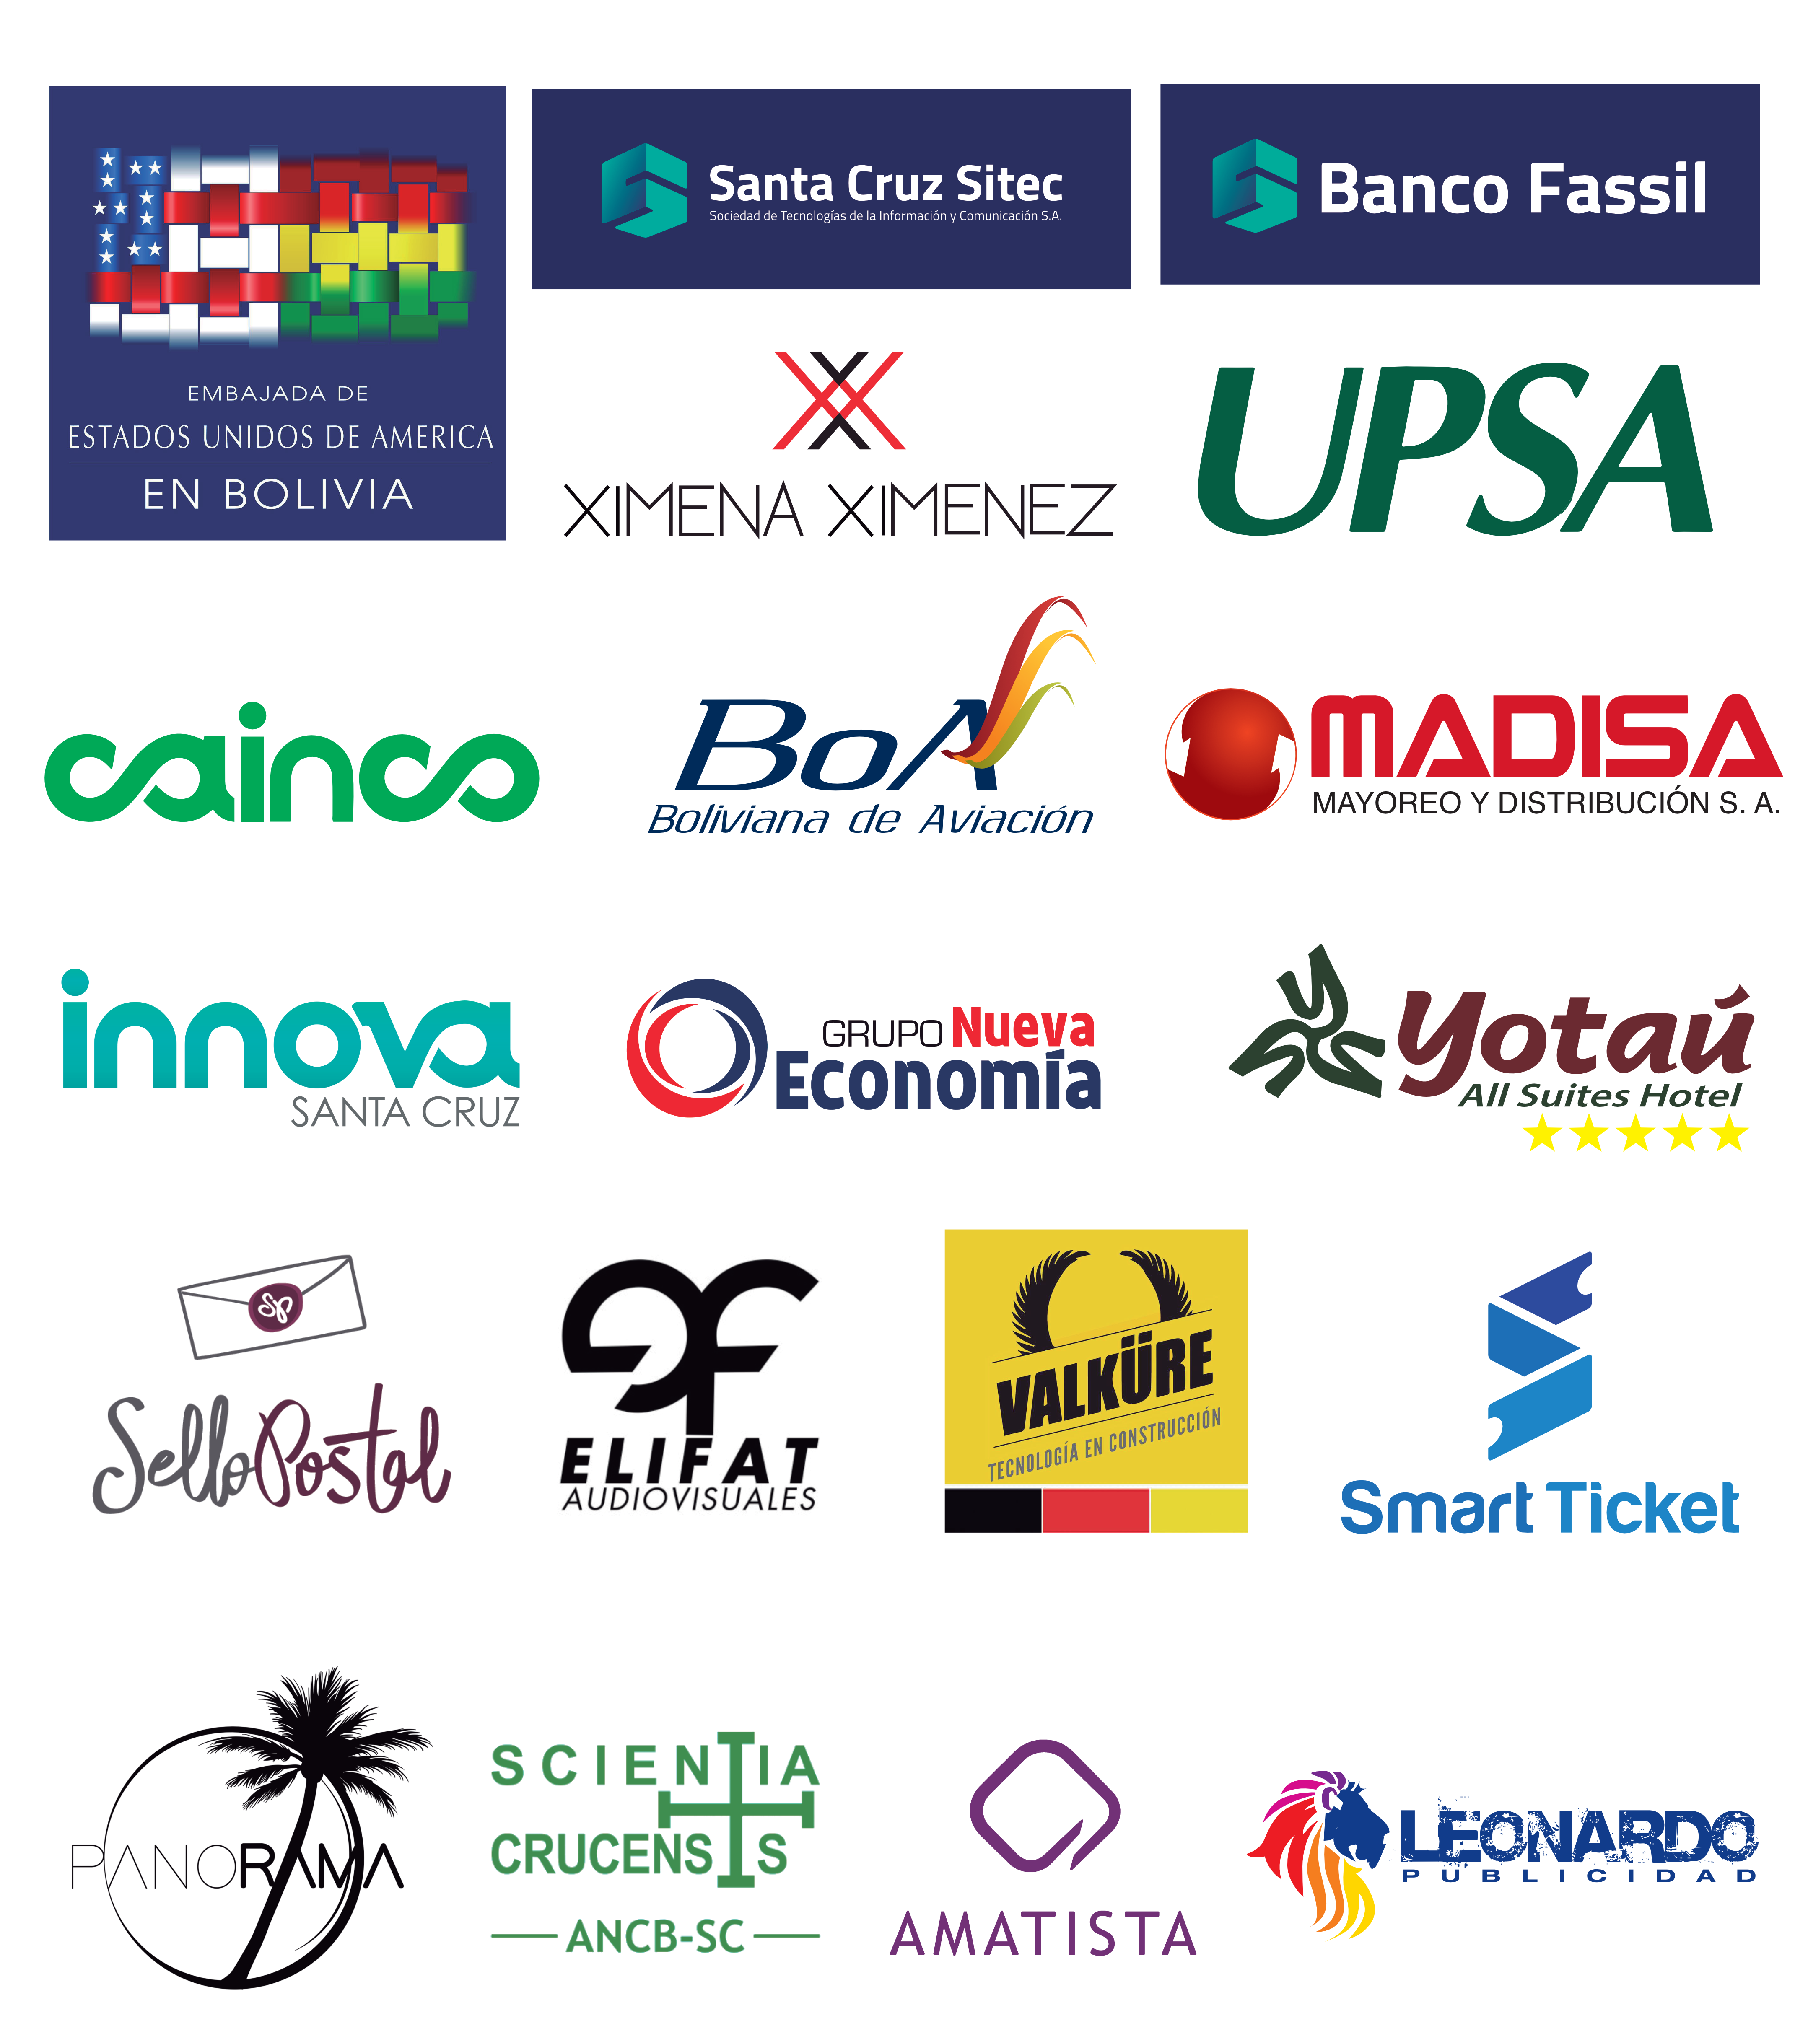 EMBAJADA DE
ESTADOS UNIDOS DE AMERICA
EN BOLIVIA
Santa Cruz Sitec
Sociedad de Tecnologías de la Información y Comunicación S.A.
Banco Fassil
XIMENA XIMENEZ
UPSA
cainco
BoA
Boliviana de Aviación
MADISA
MAYOREO Y DISTRIBUCIÓN S. A.
innova
SANTA CRUZ
GRUPO Nueva
Economía
Yotaú
All Suites Hotel
sp
Sello Postal
ELIFAT
AUDIOVISUALES
VALKÜRE
TECNOLOGÍA EN CONSTRUCCIÓN
Smart Ticket
PANORAMA
SCIENTIA
CRUCENSIS
ANCB-SC
AMATISTA
LEONARDO
PUBLICIDAD